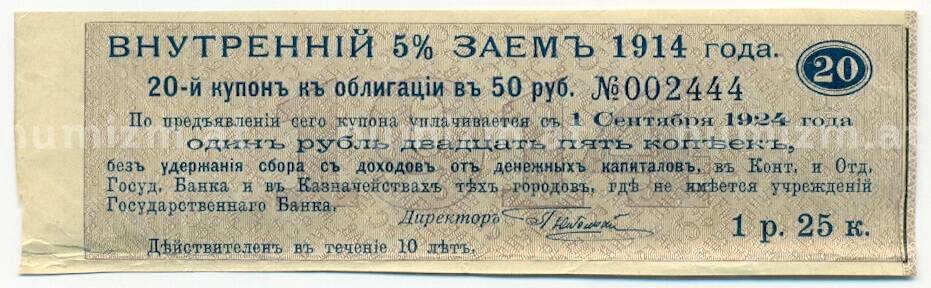 ВНУТРЕННІЙ 5% ЗАЕМЪ 1914 года.
20
20-й купонъ къ облигаціи въ 50 руб. №002444
По предъявленіи сего купона уплачивается съ 1 Сентября 1924 года
одинъ рубль двадцать пять копѣекъ,
безъ удержанія сбора съ доходовъ отъ денежныхъ капиталовъ, въ Конт. и Отд.
Госуд. Банка и въ Казначействахъ тѣхъ городовъ, гдѣ не имѣется учрежденій
Государственнаго Банка.
Директоръ
1 р. 25 к.
Дѣйствителенъ въ теченіе 10 лѣтъ.